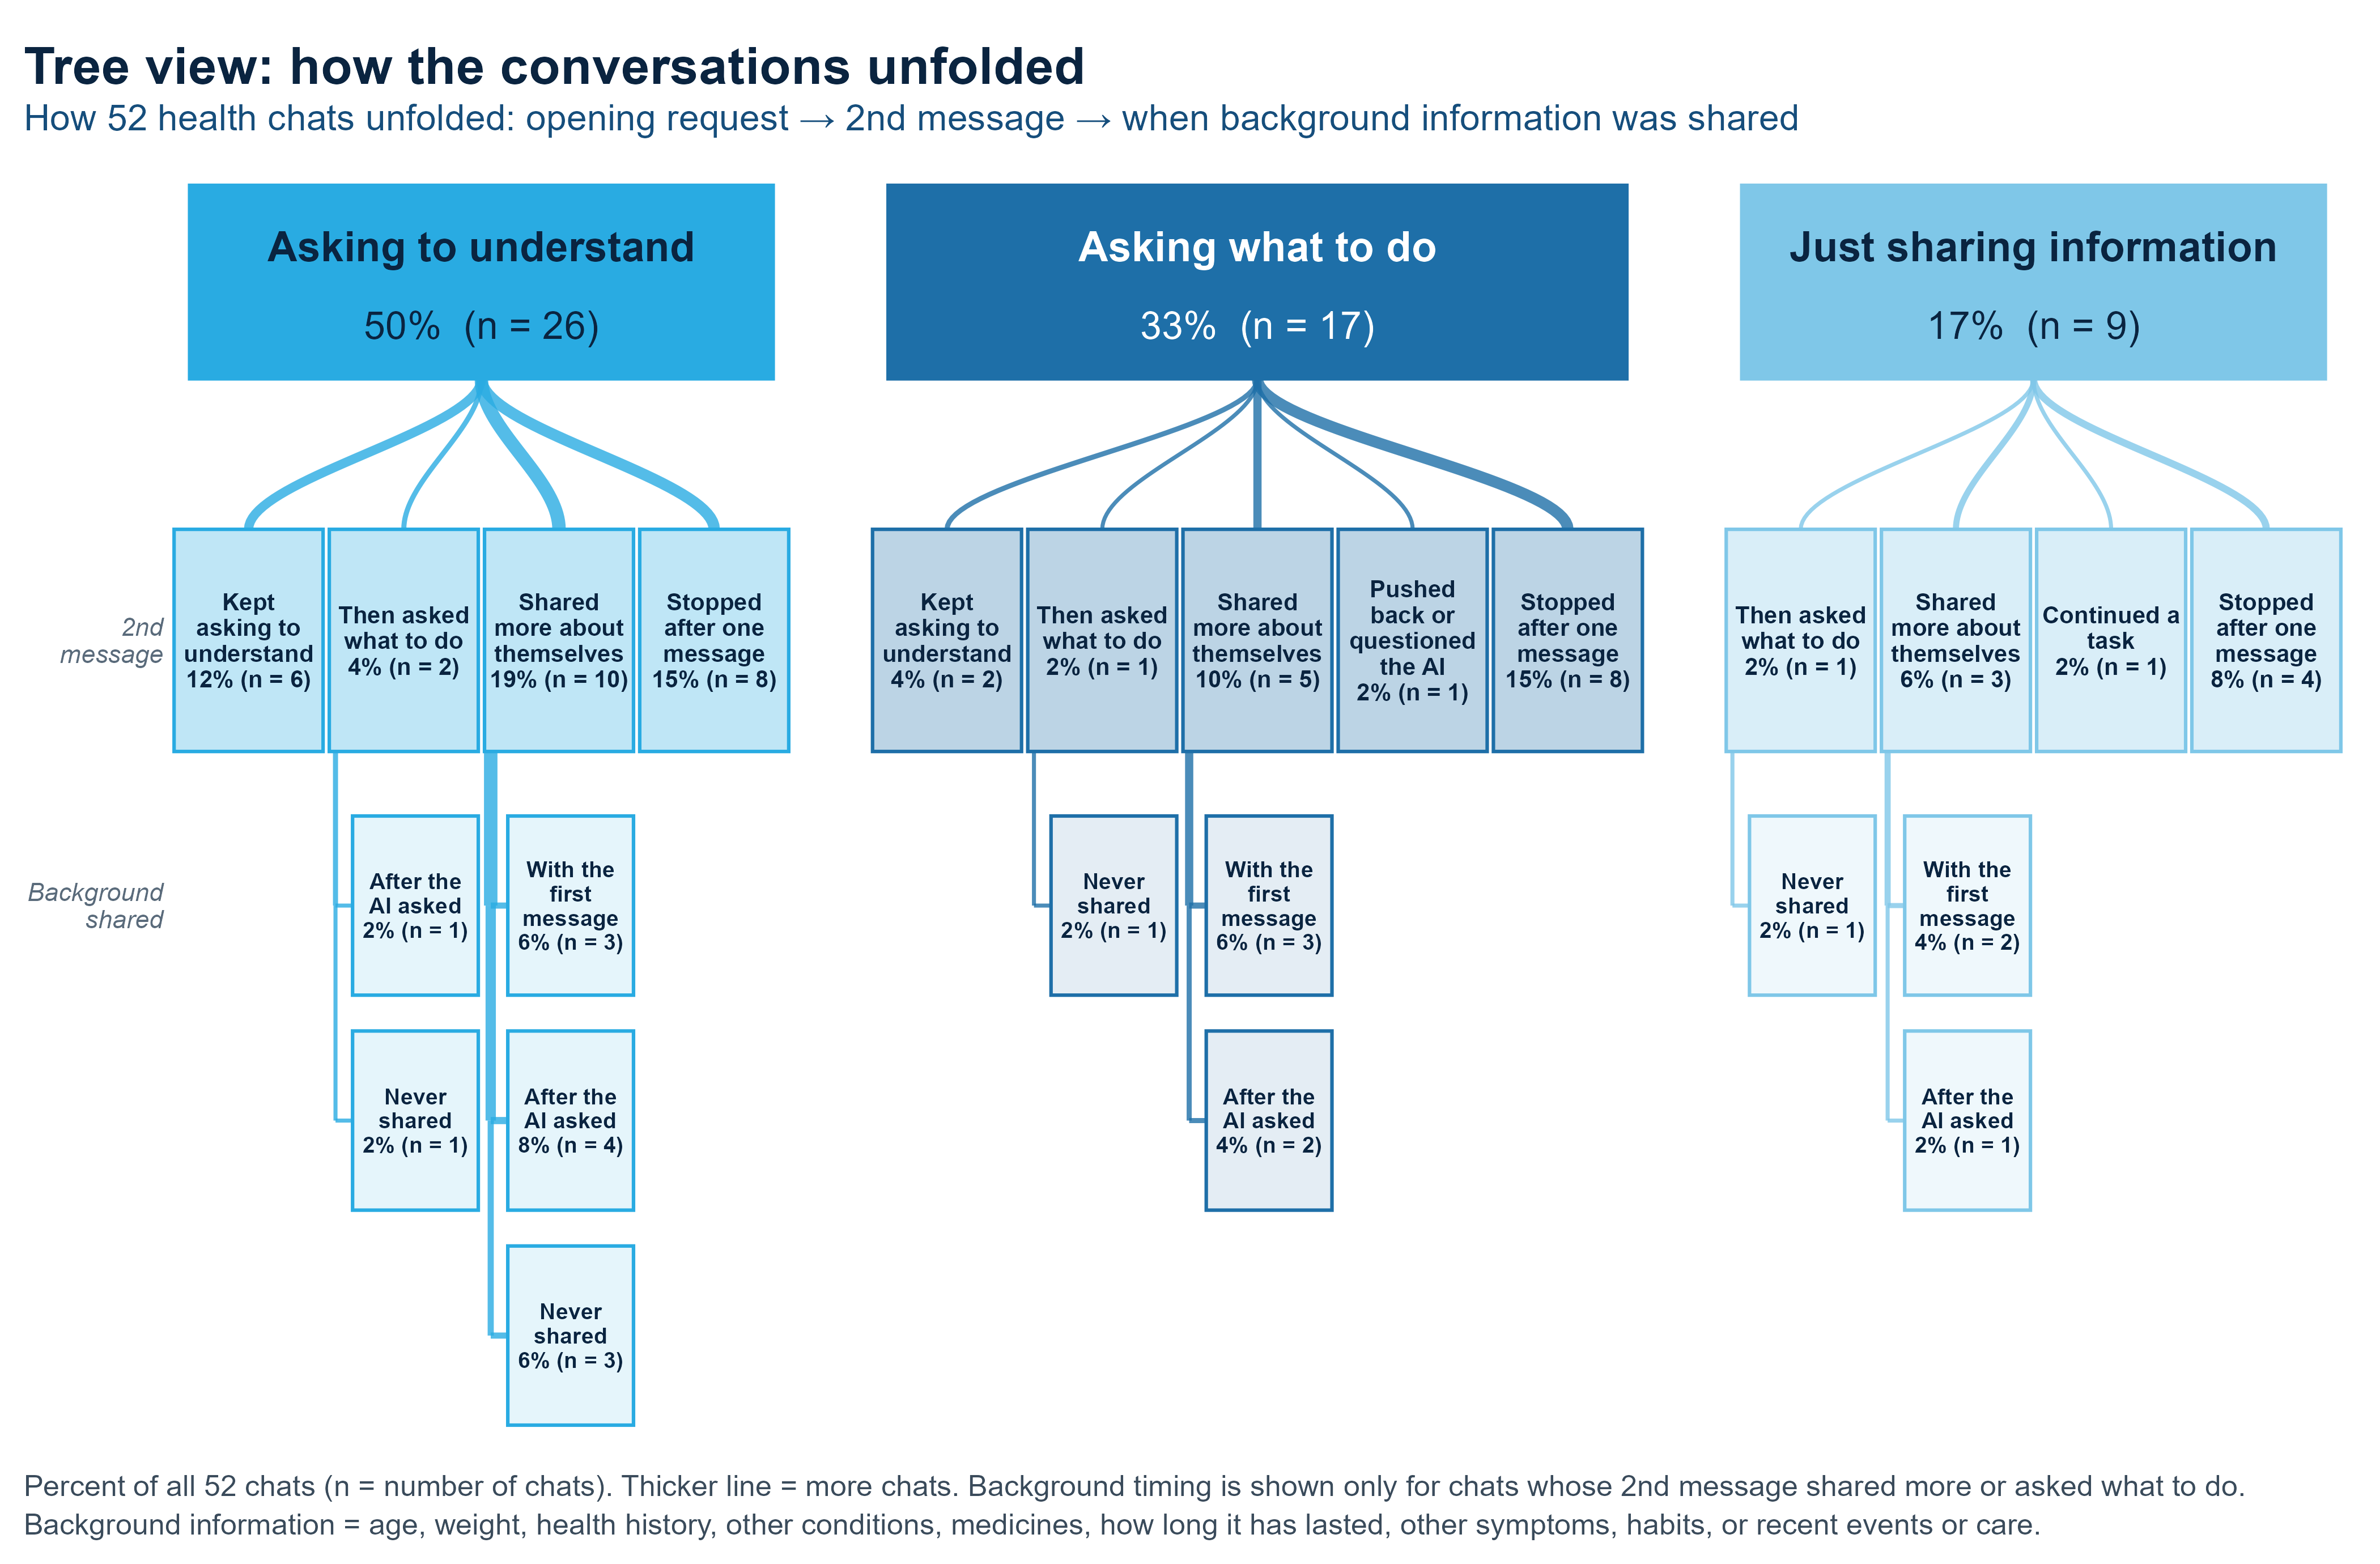 Tree view: how the conversations unfolded
How 52 health chats unfolded: opening request → 2nd message → when background information was shared
Asking to understand
50% (n = 26)
Asking what to do
33% (n = 17)
Just sharing information
17% (n = 9)
2nd
message
Kept
asking to
understand
12% (n = 6)
Then asked
what to do
4% (n = 2)
Shared
more about
themselves
19% (n = 10)
Stopped
after one
message
15% (n = 8)
Kept
asking to
understand
4% (n = 2)
Then asked
what to do
2% (n = 1)
Shared
more about
themselves
10% (n = 5)
Pushed
back or
questioned
the AI
2% (n = 1)
Stopped
after one
message
15% (n = 8)
Then asked
what to do
2% (n = 1)
Shared
more about
themselves
6% (n = 3)
Continued a
task
2% (n = 1)
Stopped
after one
message
8% (n = 4)
Background
shared
After the
AI asked
2% (n = 1)
With the
first
message
6% (n = 3)
Never
shared
2% (n = 1)
With the
first
message
6% (n = 3)
Never
shared
2% (n = 1)
With the
first
message
4% (n = 2)
Never
shared
2% (n = 1)
After the
AI asked
8% (n = 4)
After the
AI asked
4% (n = 2)
After the
AI asked
2% (n = 1)
Never
shared
6% (n = 3)
Percent of all 52 chats (n = number of chats). Thicker line = more chats. Background timing is shown only for chats whose 2nd message shared more or asked what to do.
Background information = age, weight, health history, other conditions, medicines, how long it has lasted, other symptoms, habits, or recent events or care.